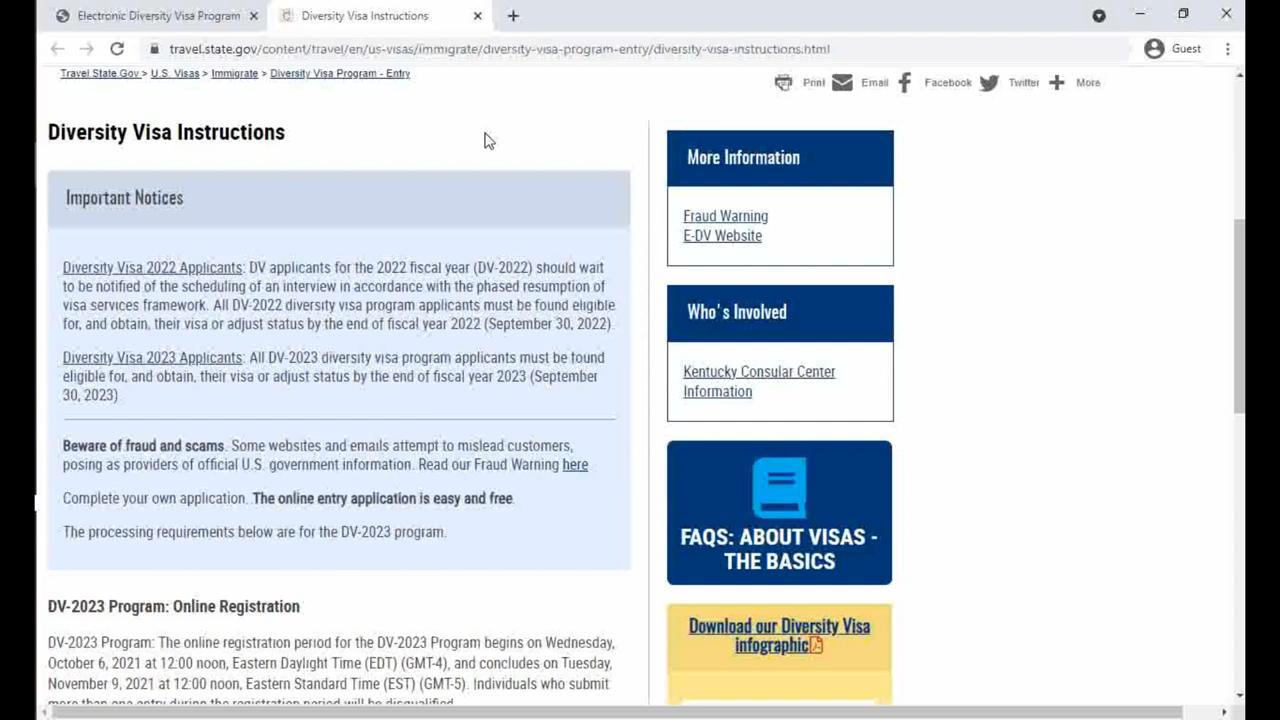 Electronic Diversity Visa Program
Diversity Visa Instructions
travel.state.gov/content/travel/en/us-visas/immigrate/diversity-visa-program-entry/diversity-visa-instructions.html
Guest
Travel.State.Gov > U.S. Visas > Immigrate > Diversity Visa Program - Entry
Print Email Facebook Twitter More
Diversity Visa Instructions
Important Notices
Diversity Visa 2022 Applicants: DV applicants for the 2022 fiscal year (DV-2022) should wait
to be notified of the scheduling of an interview in accordance with the phased resumption of
visa services framework. All DV-2022 diversity visa program applicants must be found eligible
for, and obtain, their visa or adjust status by the end of fiscal year 2022 (September 30, 2022).
Diversity Visa 2023 Applicants: All DV-2023 diversity visa program applicants must be found
eligible for, and obtain, their visa or adjust status by the end of fiscal year 2023 (September
30, 2023).
Beware of fraud and scams. Some websites and emails attempt to mislead customers,
posing as providers of official U.S. government information. Read our Fraud Warning here
Complete your own application. The online entry application is easy and free.
The processing requirements below are for the DV-2023 program.
DV-2023 Program: Online Registration
DV-2023 Program: The online registration period for the DV-2023 Program begins on Wednesday,
October 6, 2021 at 12:00 noon, Eastern Daylight Time (EDT) (GMT-4), and concludes on Tuesday,
November 9, 2021 at 12:00 noon, Eastern Standard Time (EST) (GMT-5). Individuals who submit
more than one entry during the registration period will be disqualified.
More Information
Fraud Warning
E-DV Website
Who's Involved
Kentucky Consular Center
Information
FAQS: ABOUT VISAS -
THE BASICS
Download our Diversity Visa
infographic